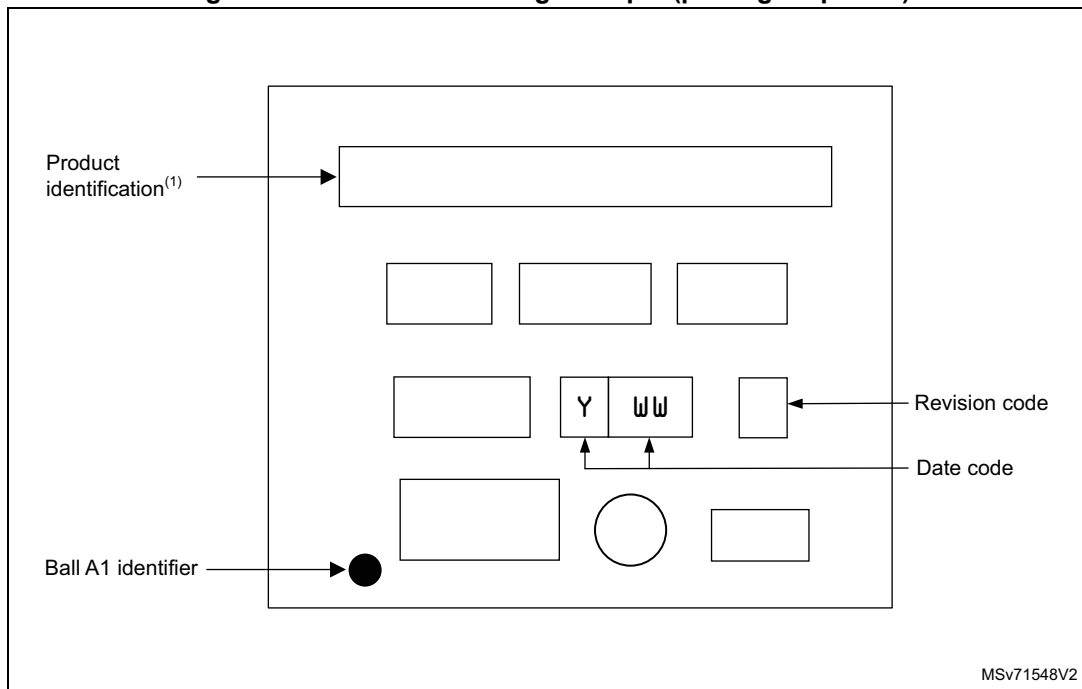 Product
identification(1)
Y WW
Revision code
Date code
Ball A1 identifier
MSv71548V2